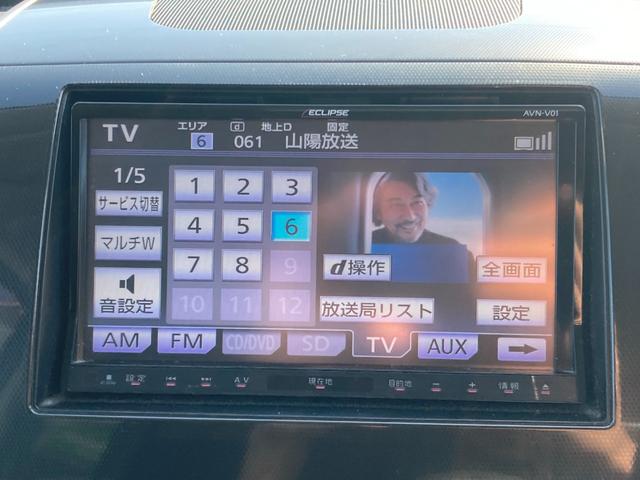 ECLIPSE
AVN-V01
TV エリア 6 d 061 地上D 山陽放送 固定
1/5
サービス切替
マルチW
音設定
1 2 3
4 5 6
7 8 9
10 11 12
d操作
全画面
放送局リスト
設定
AM FM CD/DVD SD TV AUX
設定 AV 現在地 目的地 − + 情報